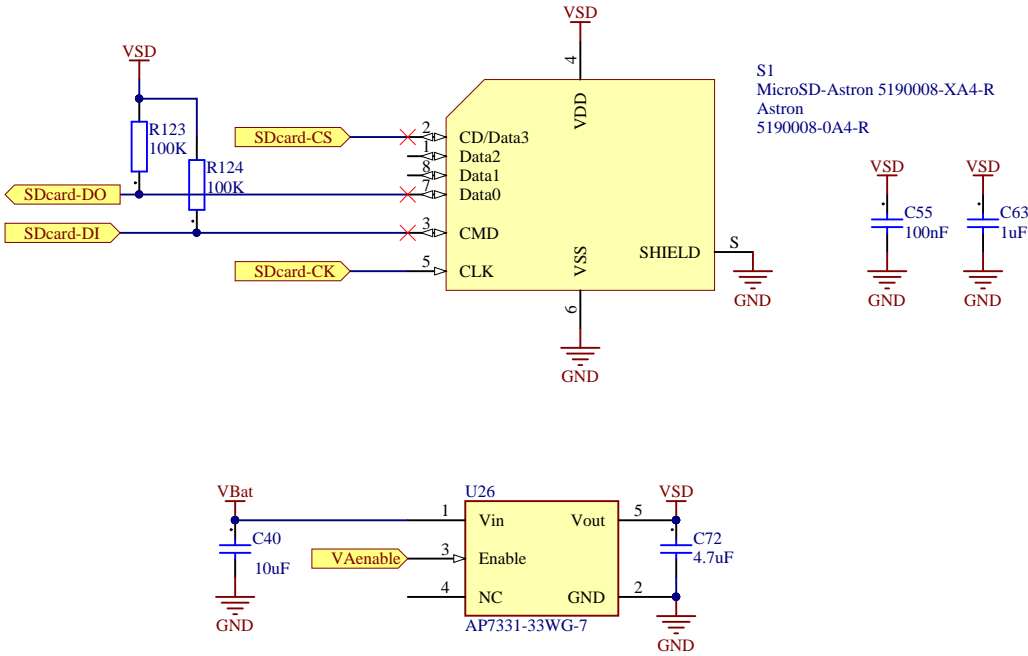 VSD
VSD
4
S1
MicroSD-Astron 5190008-XA4-R
Astron
5190008-0A4-R
VDD
R123
100K
SDcard-CS
2
CD/Data3
1
Data2
R124
100K
8
Data1
SDcard-DO
7
Data0
SDcard-DI
3
CMD
SDcard-CK
5
CLK
VSS
SHIELD
S
GND
6
GND
VSD
C55
100nF
GND
VSD
C63
1uF
GND
VBat
C40
10uF
GND
U26
1
Vin
Vout
5
VAenable
3
Enable
4
NC
GND
2
AP7331-33WG-7
VSD
C72
4.7uF
GND